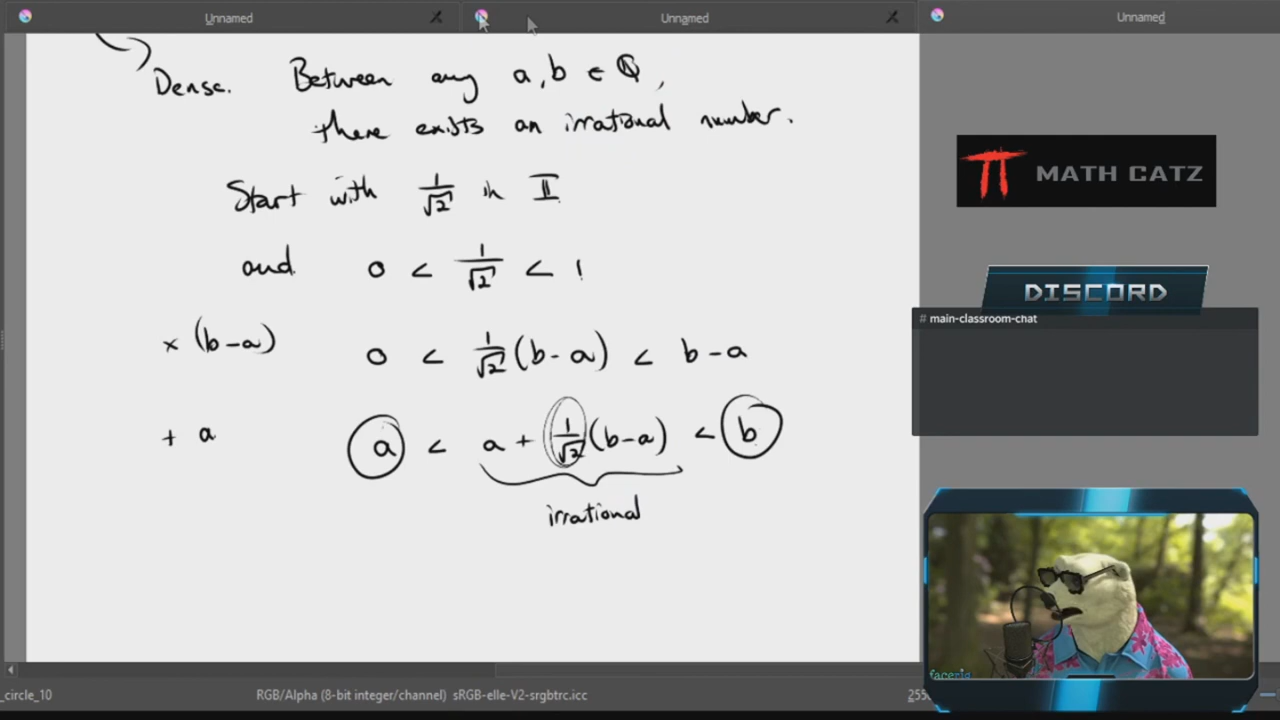 Unnamed
Unnamed
Unnamed
Dense. Between any a, b ∈ ℚ,
there exists an irrational number.
Start with 1/√2 in 𝕀
and 0 < 1/√2 < 1
× (b-a) 0 < 1/√2 (b-a) < b-a
+ a a < a + 1/√2 (b-a) < b
irrational
MATH CATZ
DISCORD
# main-classroom-chat
facerig
_circle_10
RGB/Alpha (8-bit integer/channel) sRGB-elle-V2-srgbtrc.icc